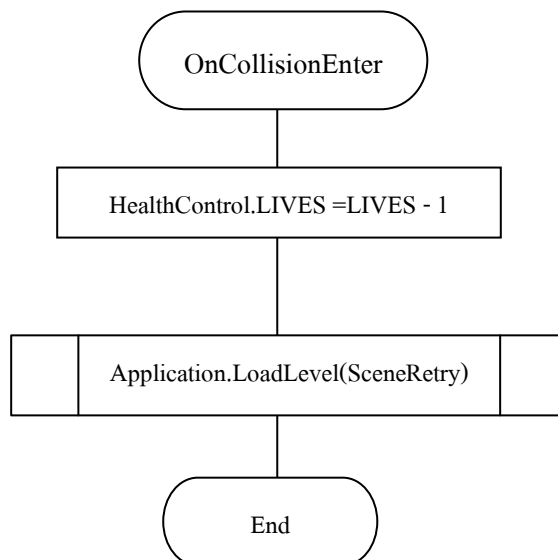 OnCollisionEnter
HealthControl.LIVES =LIVES - 1
Application.LoadLevel(SceneRetry)
End